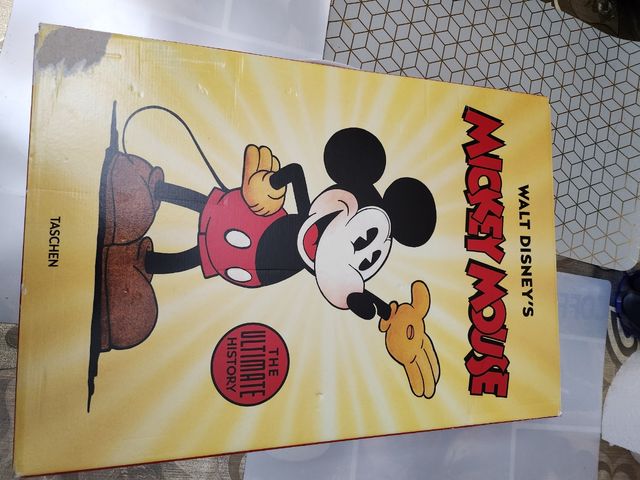 WALT DISNEY'S
MICKEY MOUSE
THE
ULTIMATE
HISTORY
TASCHEN